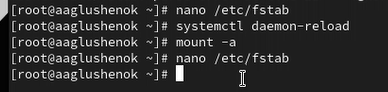 [root@aaglushenok ~]# nano /etc/fstab
[root@aaglushenok ~]# systemctl daemon-reload
[root@aaglushenok ~]# mount -a
[root@aaglushenok ~]# nano /etc/fstab
[root@aaglushenok ~]#